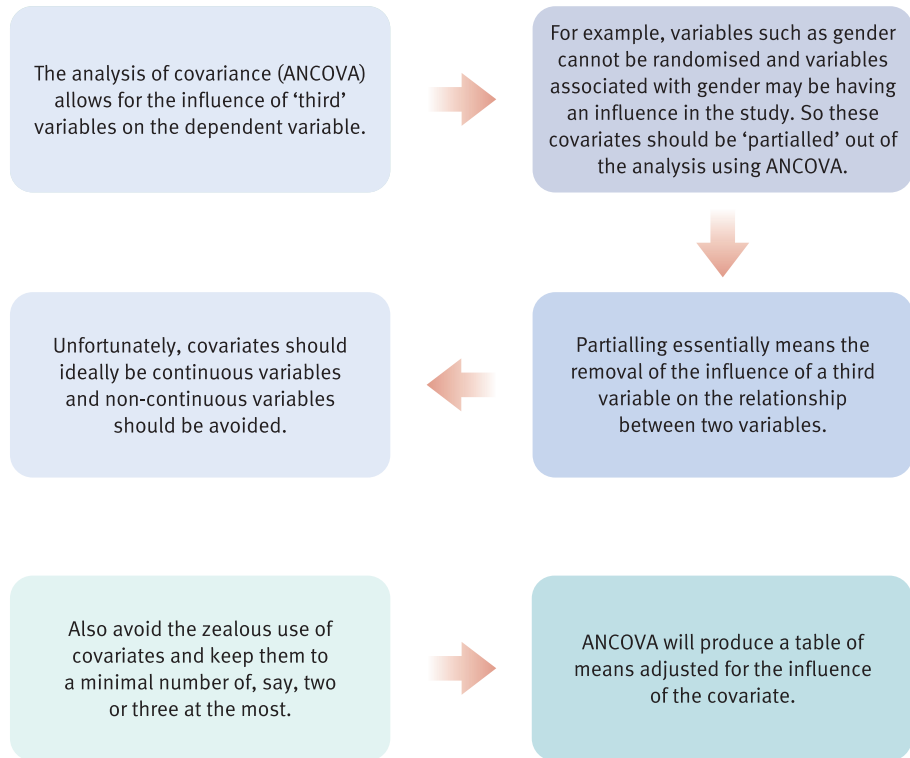 The analysis of covariance (ANCOVA)
allows for the influence of ‘third’
variables on the dependent variable.
For example, variables such as gender
cannot be randomised and variables
associated with gender may be having
an influence in the study. So these
covariates should be ‘partialled’ out of
the analysis using ANCOVA.
Partialling essentially means the
removal of the influence of a third
variable on the relationship
between two variables.
Unfortunately, covariates should
ideally be continuous variables
and non-continuous variables
should be avoided.
Also avoid the zealous use of
covariates and keep them to
a minimal number of, say, two
or three at the most.
ANCOVA will produce a table of
means adjusted for the influence
of the covariate.